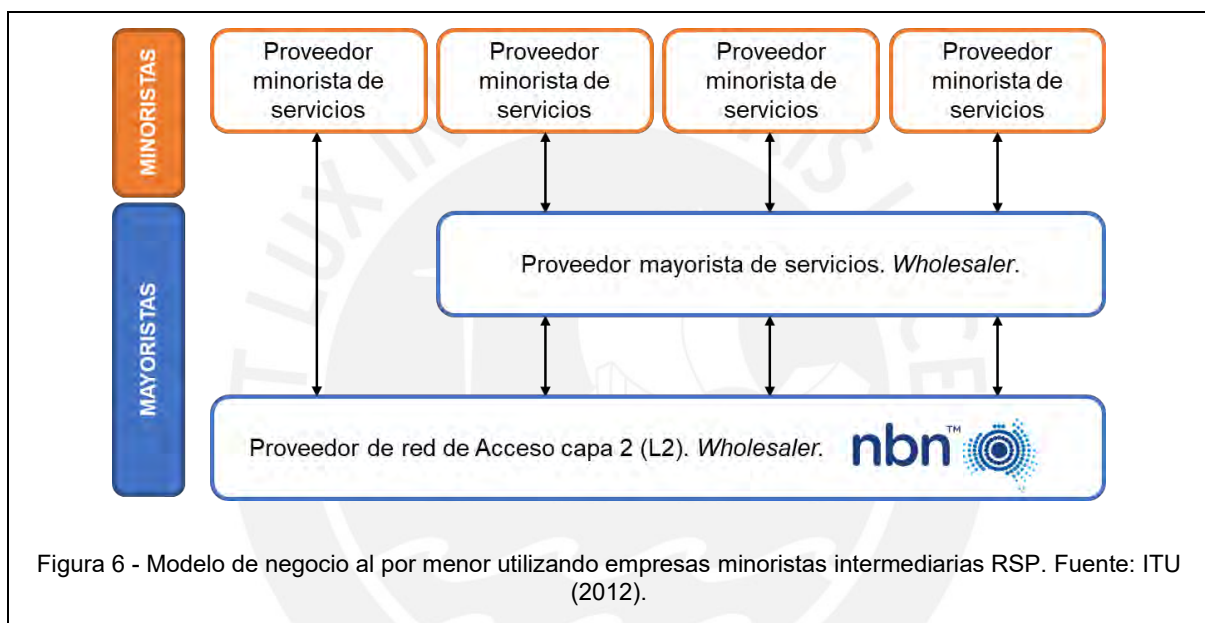 MINORISTAS
Proveedor
minorista de
servicios
Proveedor
minorista de
servicios
Proveedor
minorista de
servicios
Proveedor
minorista de
servicios
MAYORISTAS
Proveedor mayorista de servicios. Wholesaler.
Proveedor de red de Acceso capa 2 (L2). Wholesaler.
nbn™
Figura 6 - Modelo de negocio al por menor utilizando empresas minoristas intermediarias RSP. Fuente: ITU
(2012).